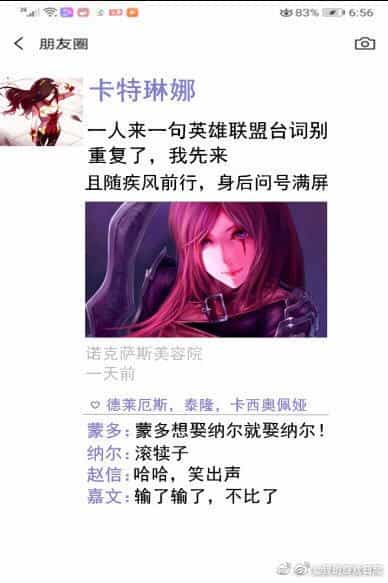 83% 6:56
朋友圈
卡特琳娜
一人来一句英雄联盟台词别
重复了，我先来
且随疾风前行，身后问号满屏
诺克萨斯美容院
一天前
德莱厄斯，泰隆，卡西奥佩娅
蒙多:蒙多想娶纳尔就娶纳尔！
纳尔:滚犊子
赵信:哈哈，笑出声
嘉文:输了输了，不比了